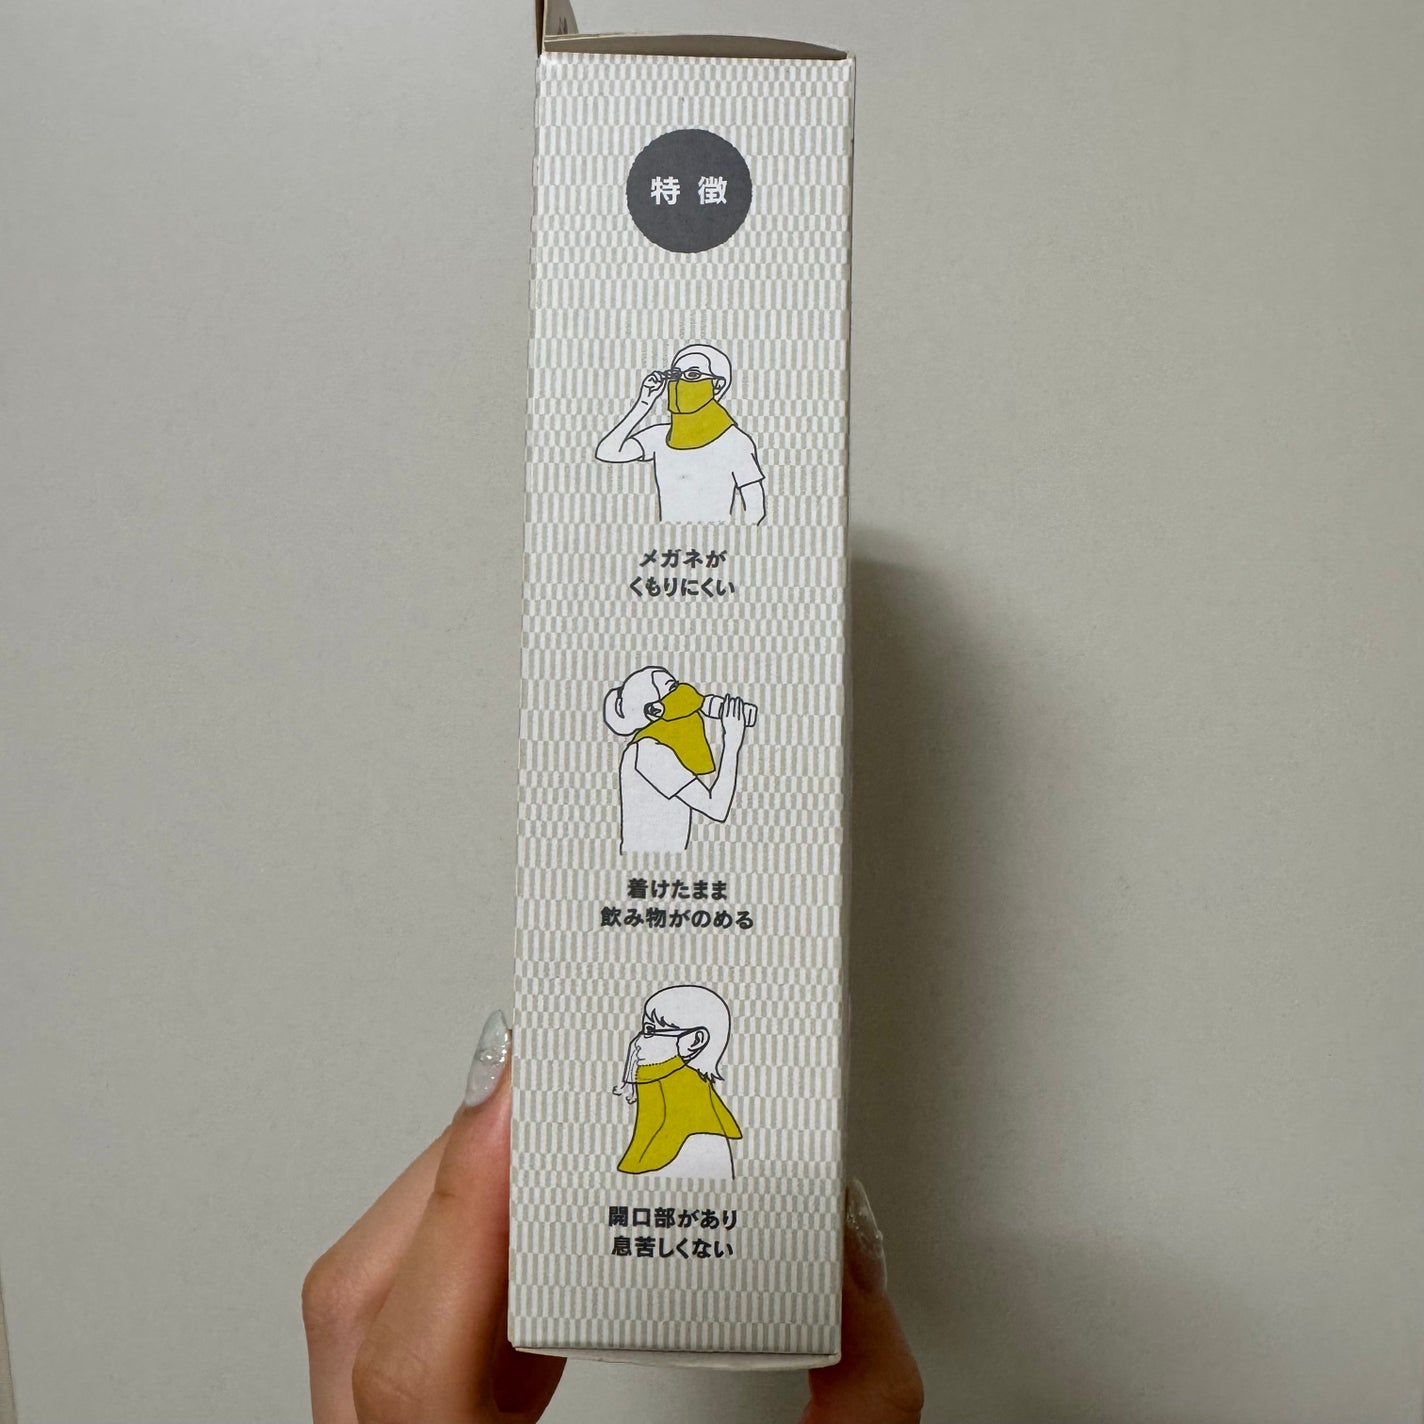 特徴
メガネが
くもりにくい
着けたまま
飲み物がのめる
開口部があり
息苦しくない